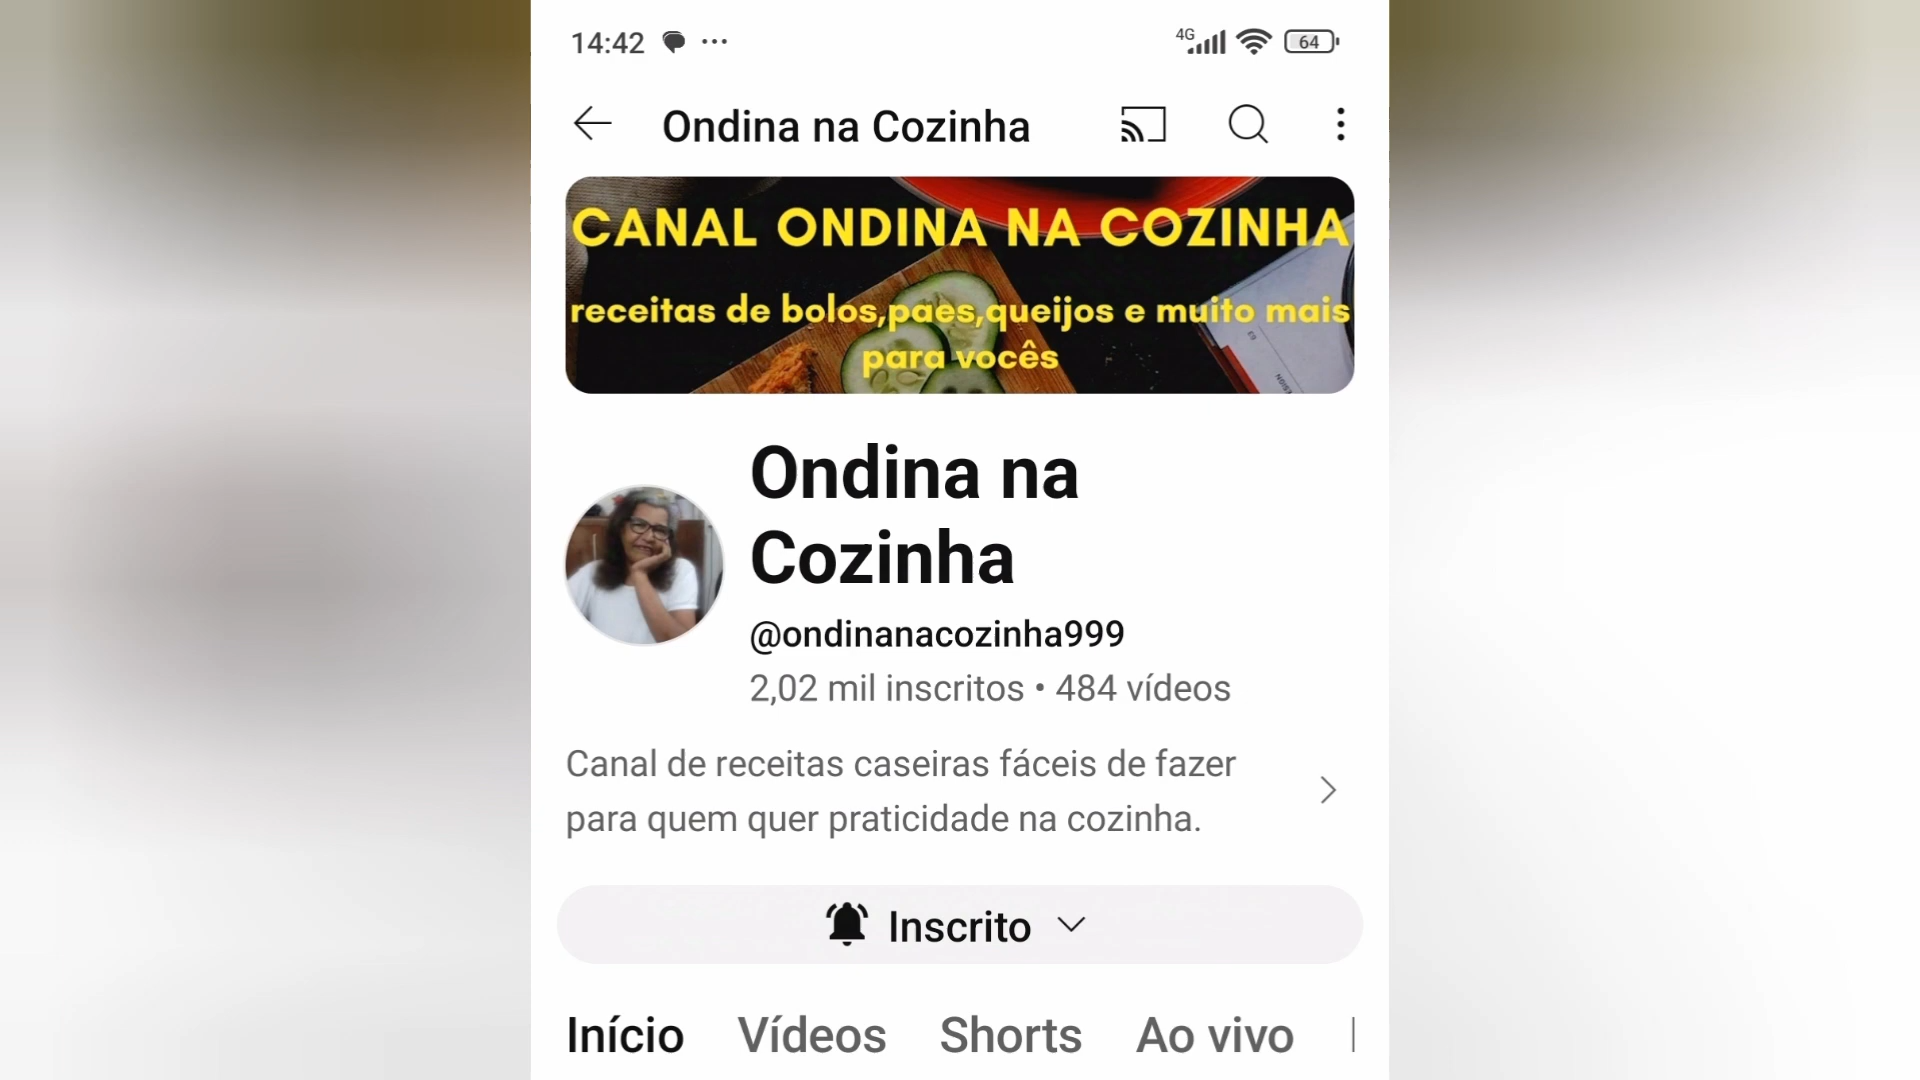 14:42
4G
64
Ondina na Cozinha
CANAL ONDINA NA COZINHA
receitas de bolos,paes,queijos e muito mais
para vocês
Ondina na
Cozinha
@ondinanacozinha999
2,02 mil inscritos • 484 vídeos
Canal de receitas caseiras fáceis de fazer
para quem quer praticidade na cozinha.
Inscrito
Início Vídeos Shorts Ao vivo